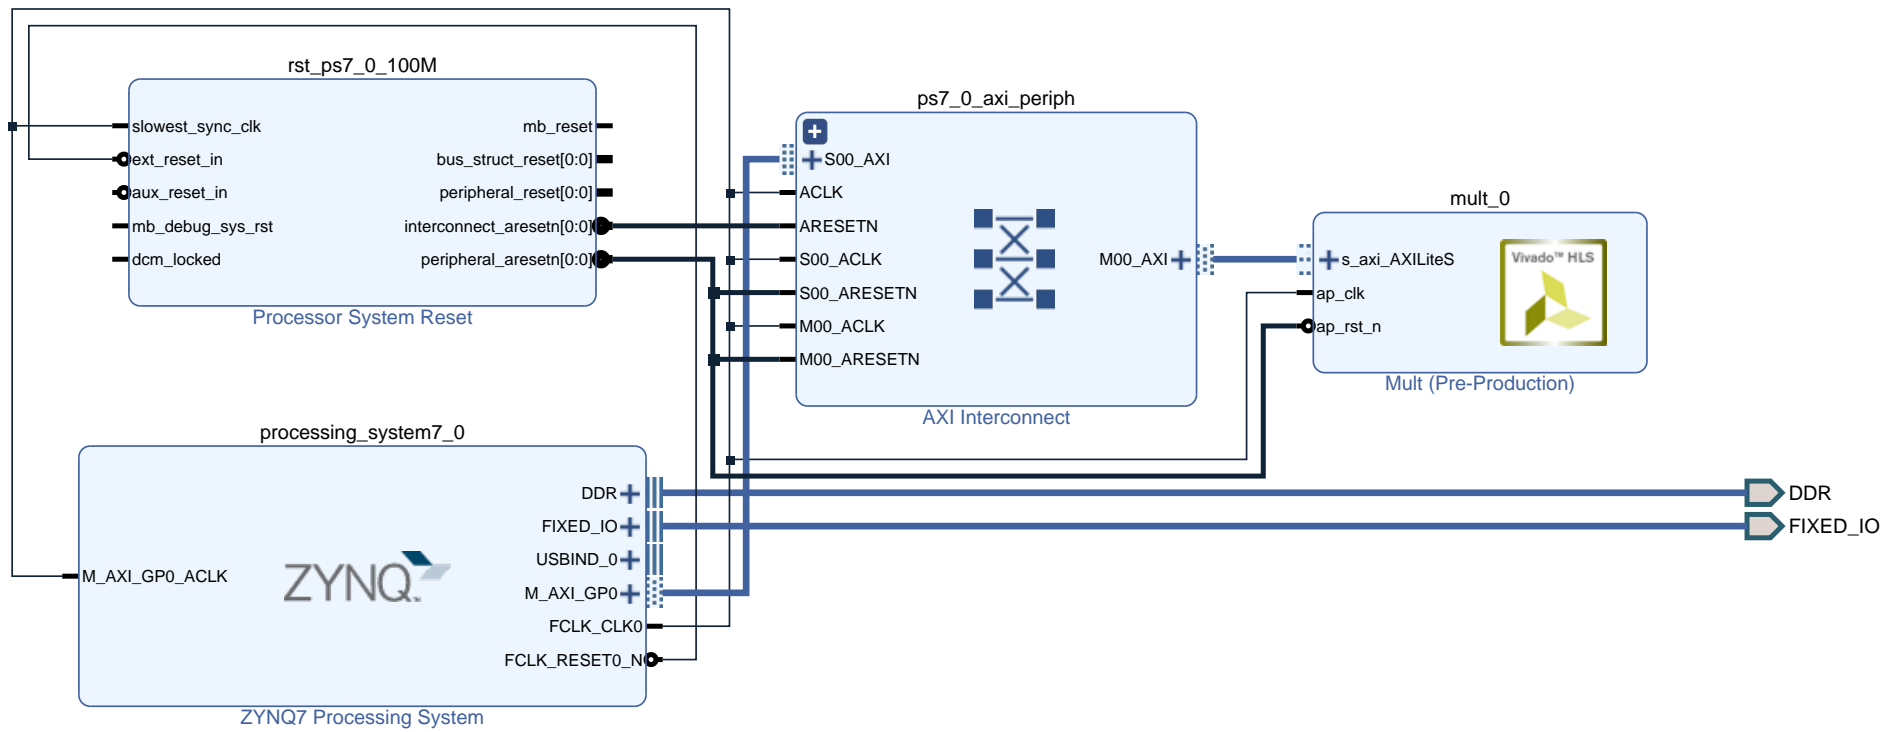 rst_ps7_0_100M
slowest_sync_clk
ext_reset_in
aux_reset_in
mb_debug_sys_rst
dcm_locked
mb_reset
bus_struct_reset[0:0]
peripheral_reset[0:0]
interconnect_aresetn[0:0]
peripheral_aresetn[0:0]
Processor System Reset
ps7_0_axi_periph
S00_AXI
ACLK
ARESETN
S00_ACLK
S00_ARESETN
M00_ACLK
M00_ARESETN
M00_AXI
AXI Interconnect
mult_0
s_axi_AXILiteS
ap_clk
ap_rst_n
Vivado™ HLS
Mult (Pre-Production)
processing_system7_0
M_AXI_GP0_ACLK
ZYNQ
DDR
FIXED_IO
USBIND_0
M_AXI_GP0
FCLK_CLK0
FCLK_RESET0_N
ZYNQ7 Processing System
DDR
FIXED_IO